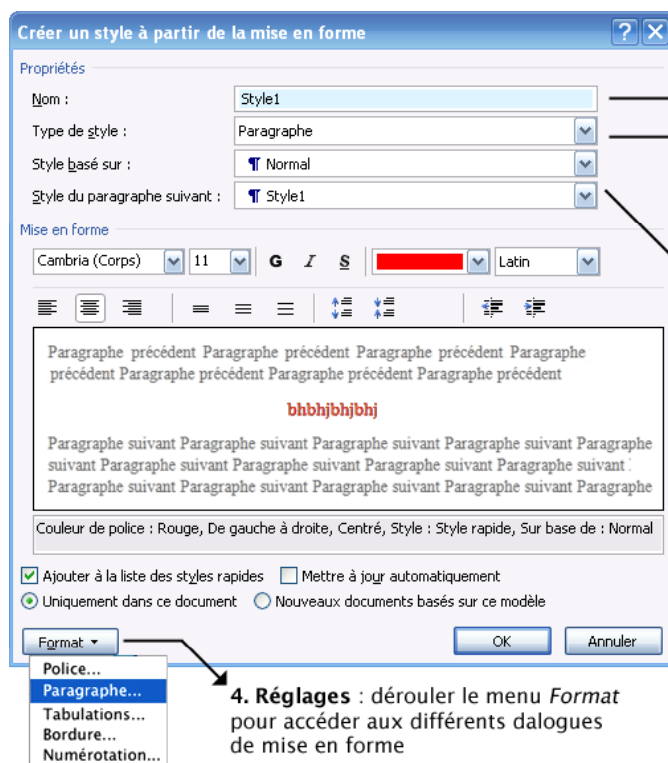 Créer un style à partir de la mise en forme
Propriétés
Nom :
Style1
Type de style :
Paragraphe
Style basé sur :
¶ Normal
Style du paragraphe suivant :
¶ Style1
Mise en forme
Cambria (Corps) 11 G I S Latin
Paragraphe précédent Paragraphe précédent Paragraphe précédent Paragraphe
précédent Paragraphe précédent Paragraphe précédent Paragraphe précédent
bhbhjbhjbhj
Paragraphe suivant Paragraphe suivant Paragraphe suivant Paragraphe suivant Paragraphe
suivant Paragraphe suivant Paragraphe suivant Paragraphe suivant Paragraphe suivant
Paragraphe suivant Paragraphe suivant Paragraphe suivant Paragraphe suivant Paragraphe
Couleur de police : Rouge, De gauche à droite, Centré, Style : Style rapide, Sur base de : Normal
Ajouter à la liste des styles rapides Mettre à jour automatiquement
Uniquement dans ce document Nouveaux documents basés sur ce modèle
Format OK Annuler
Police...
Paragraphe...
Tabulations...
Bordure...
Numérotation...
4. Réglages : dérouler le menu Format
pour accéder aux différents dalogues
de mise en forme